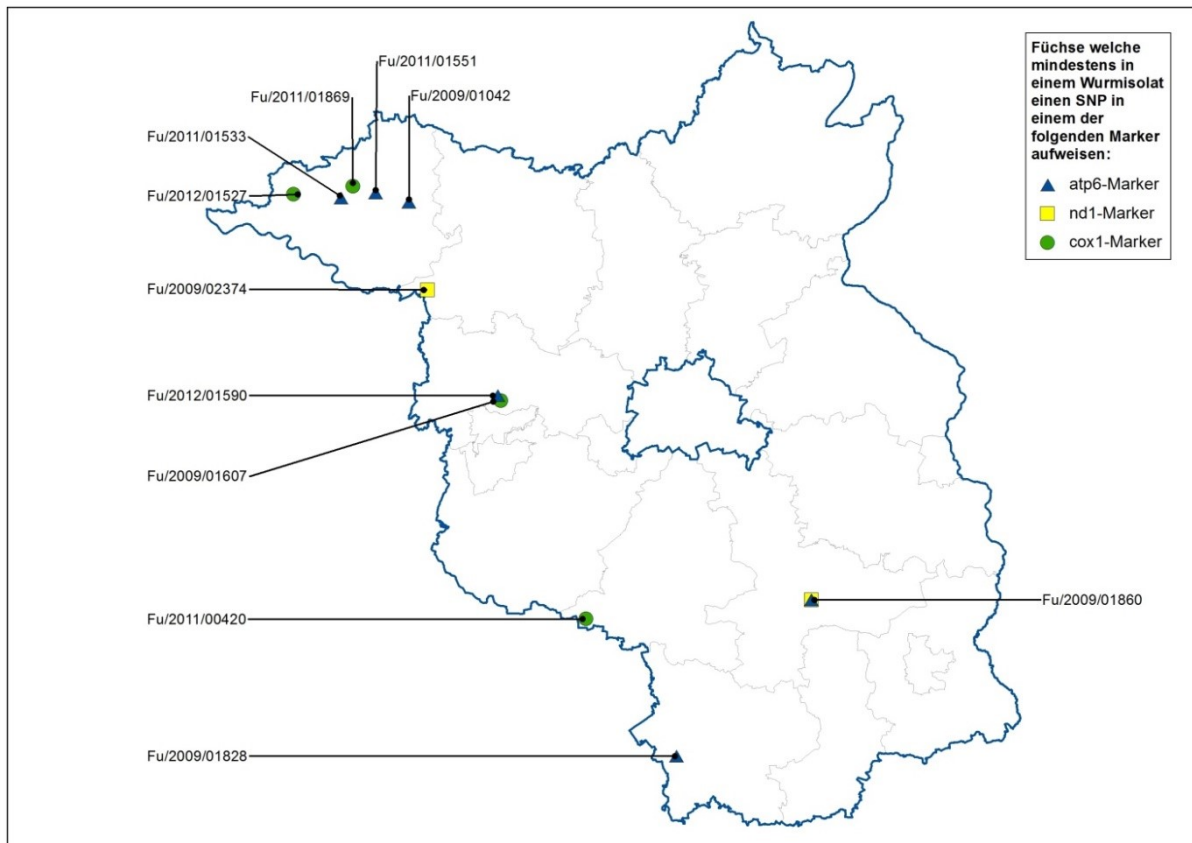 Fu/2011/01551
Fu/2011/01869
Fu/2009/01042
Fu/2011/01533
Fu/2012/01527
Fu/2009/02374
Fu/2012/01590
Fu/2009/01607
Fu/2011/00420
Fu/2009/01828
Fu/2009/01860
Füchse welche
mindestens in
einem Wurmisolat
einen SNP in
einem der
folgenden Marker
aufweisen:
atp6-Marker
nd1-Marker
cox1-Marker